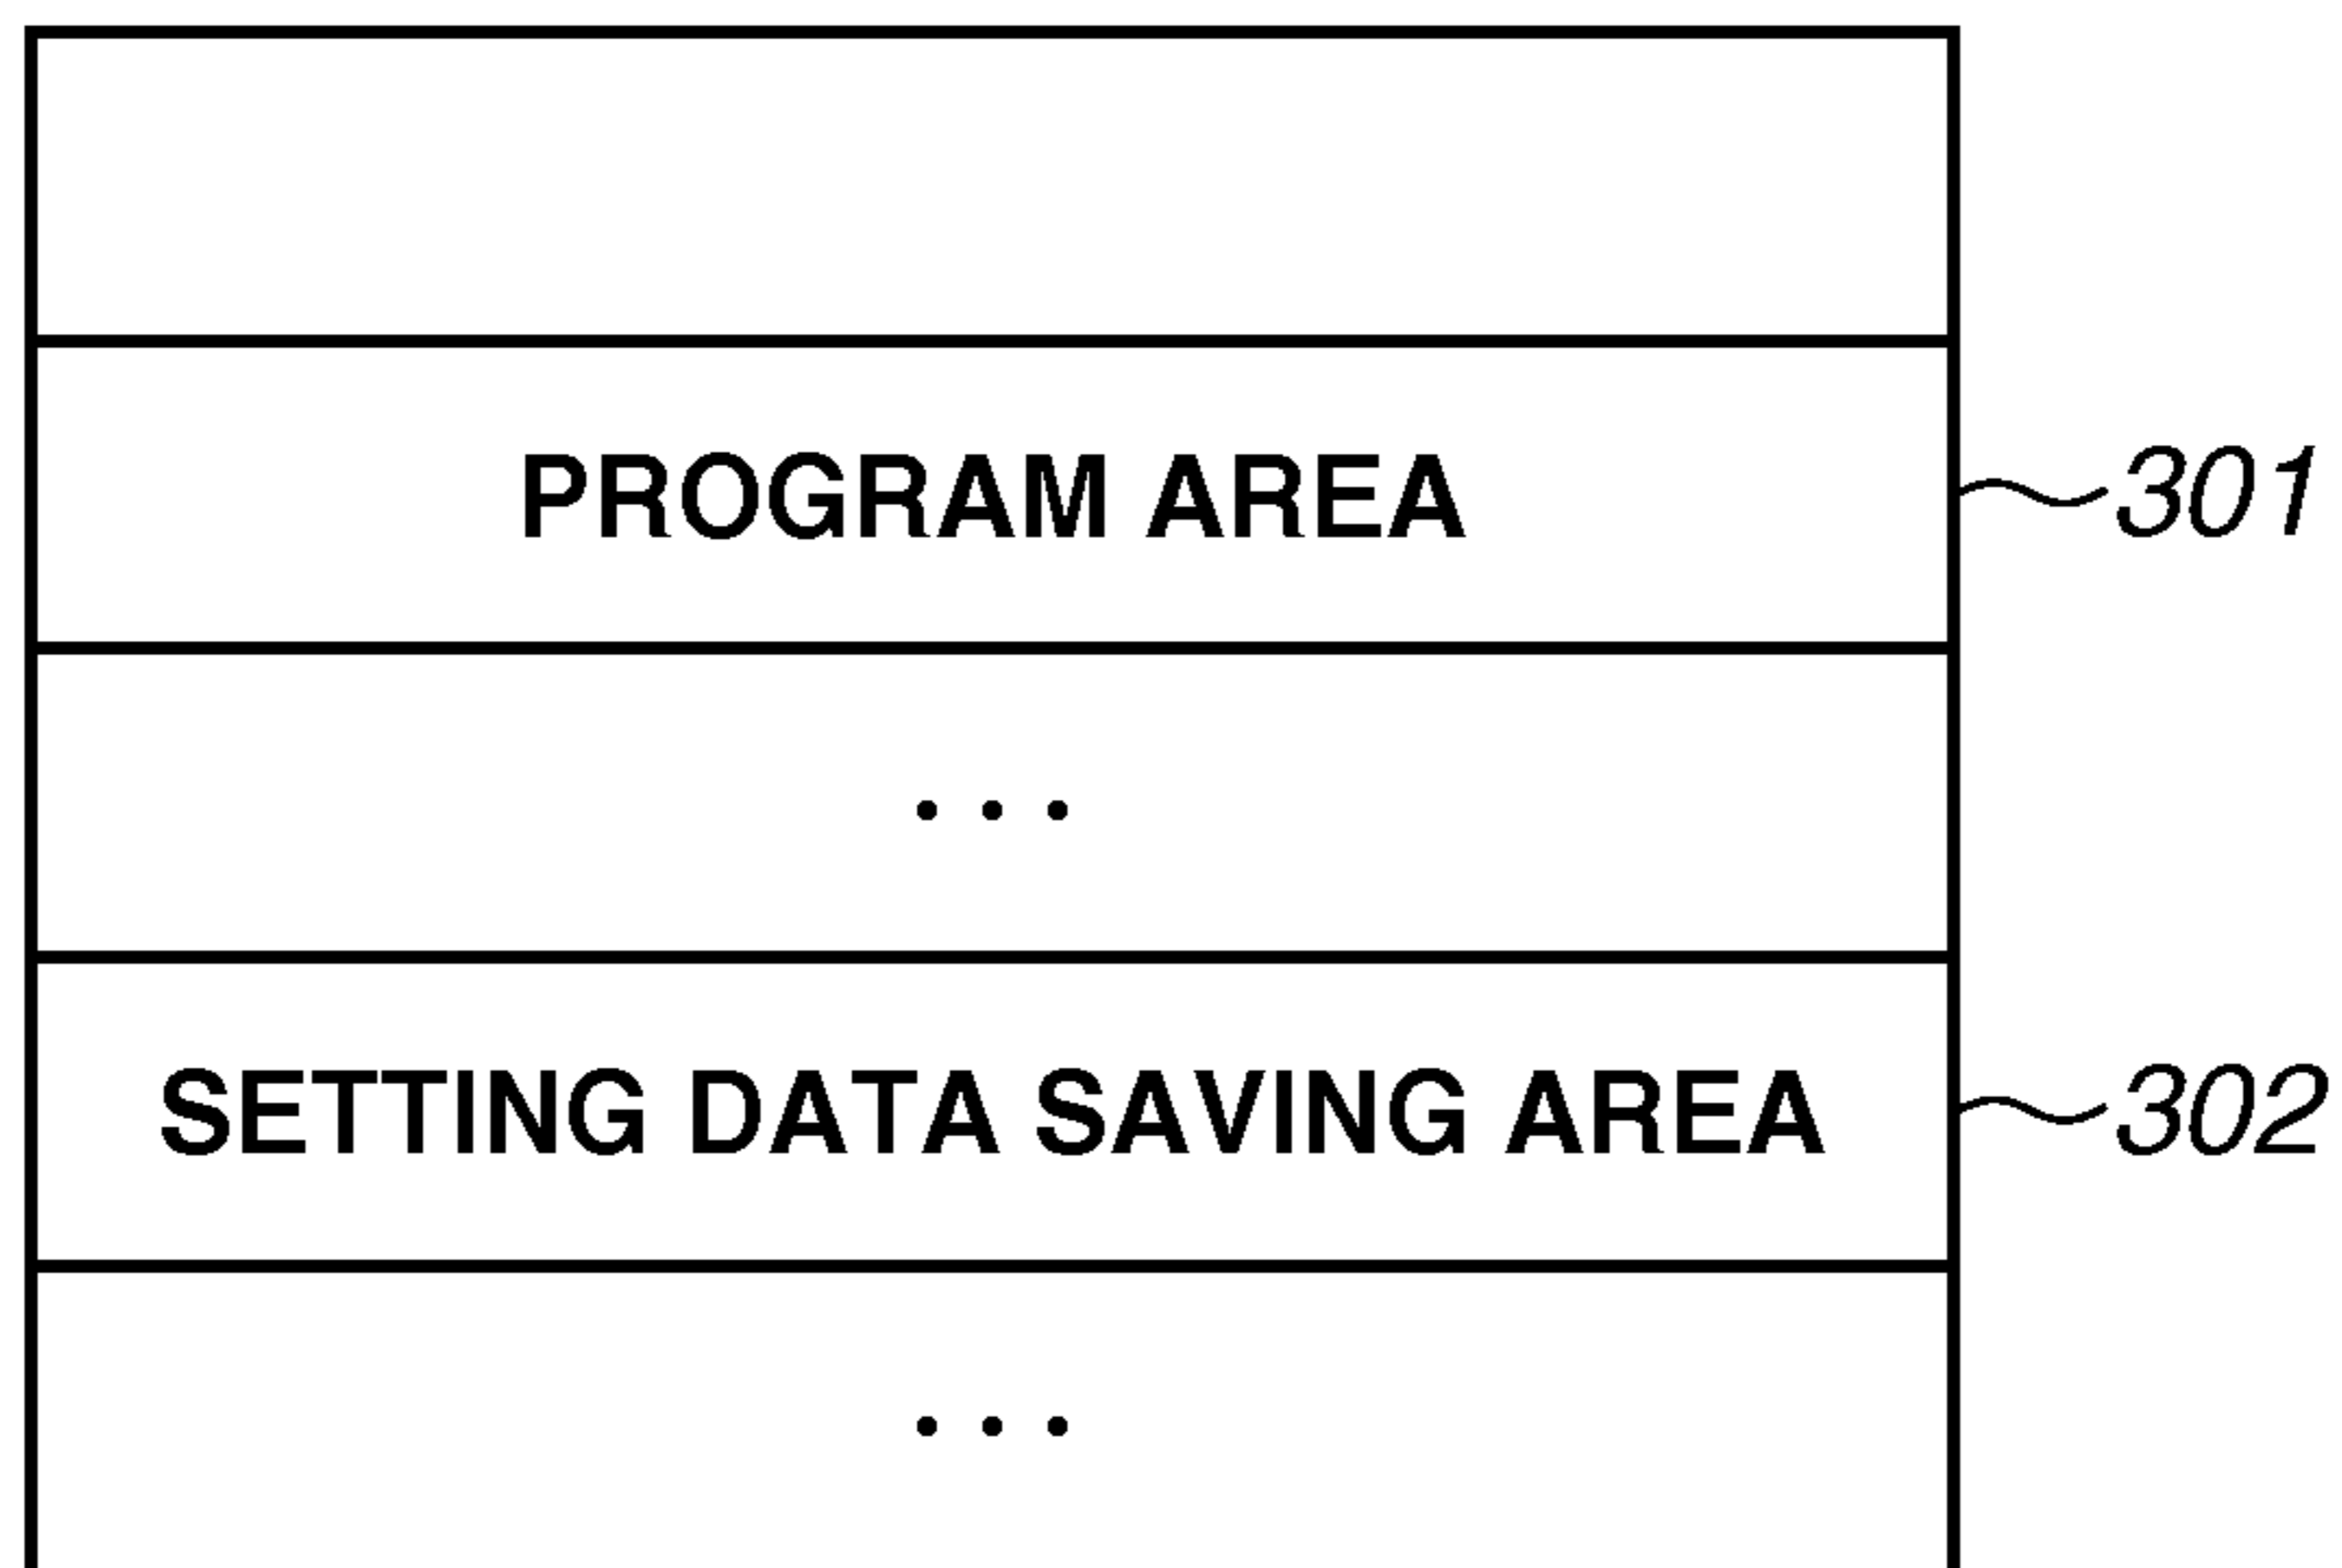 PROGRAM AREA 301
. . .
SETTING DATA SAVING AREA 302
. . .